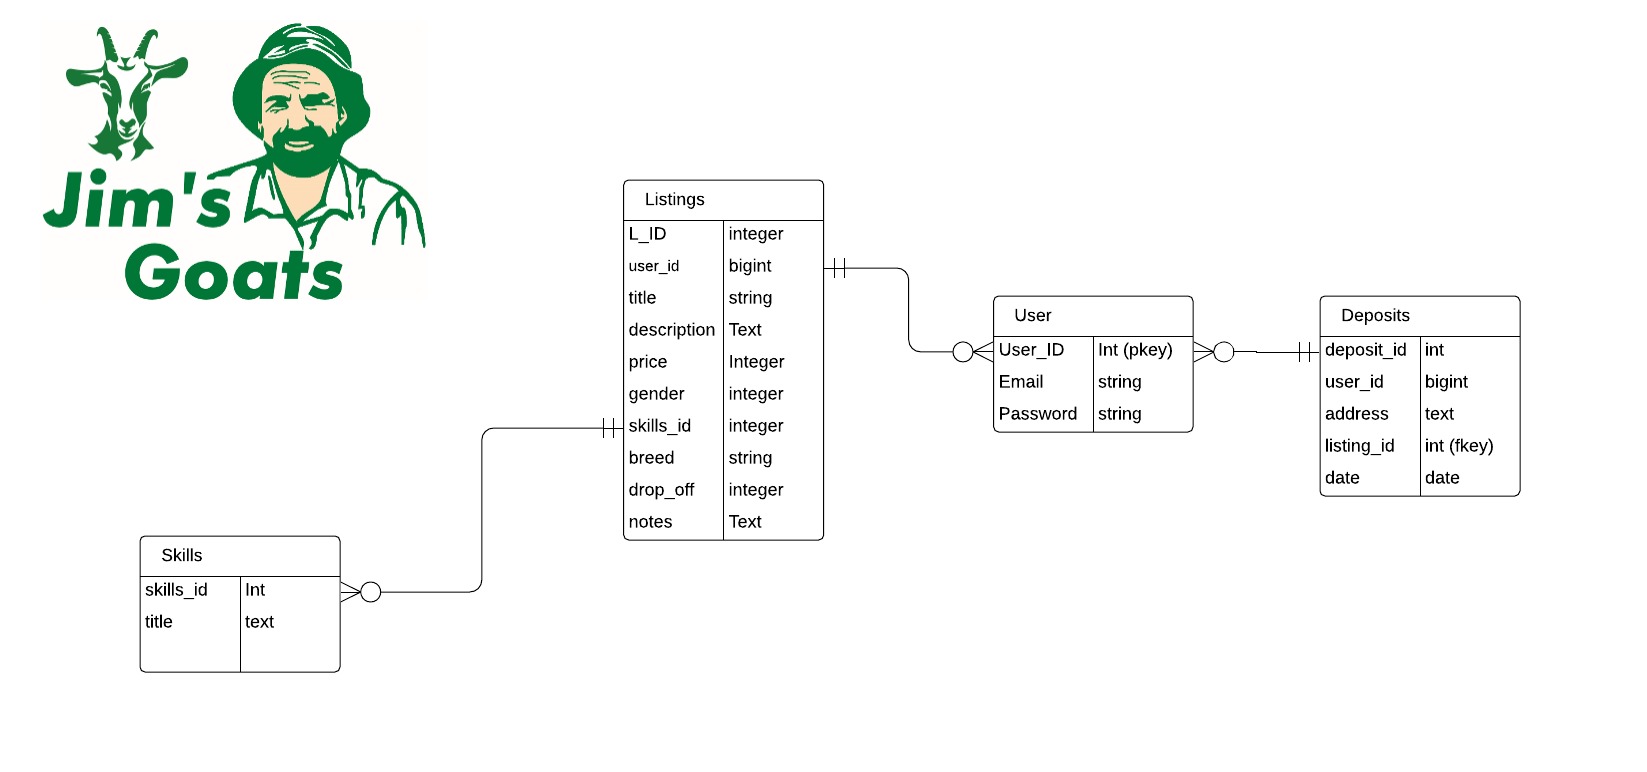 Jim's
Goats
Listings
L_ID integer
user_id bigint
title string
description Text
price Integer
gender integer
skills_id integer
breed string
drop_off integer
notes Text
User
User_ID Int (pkey)
Email string
Password string
Deposits
deposit_id int
user_id bigint
address text
listing_id int (fkey)
date date
Skills
skills_id Int
title text